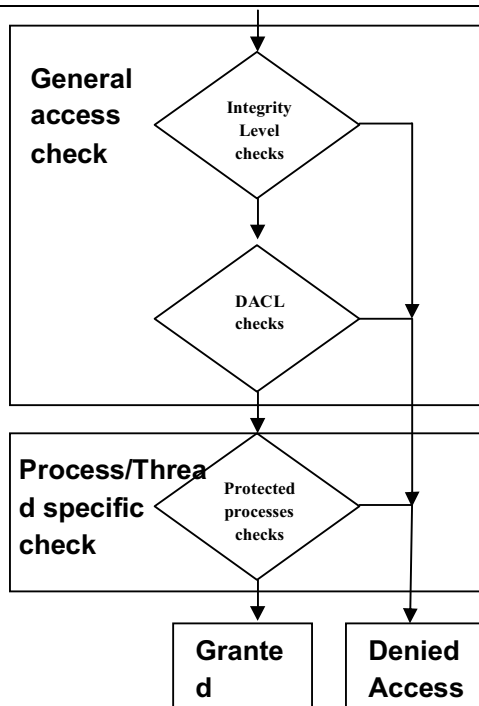 General
access
check
Integrity
Level
checks
DACL
checks
Process/Threa
d specific
check
Protected
processes
checks
Grante
d
Denied
Access